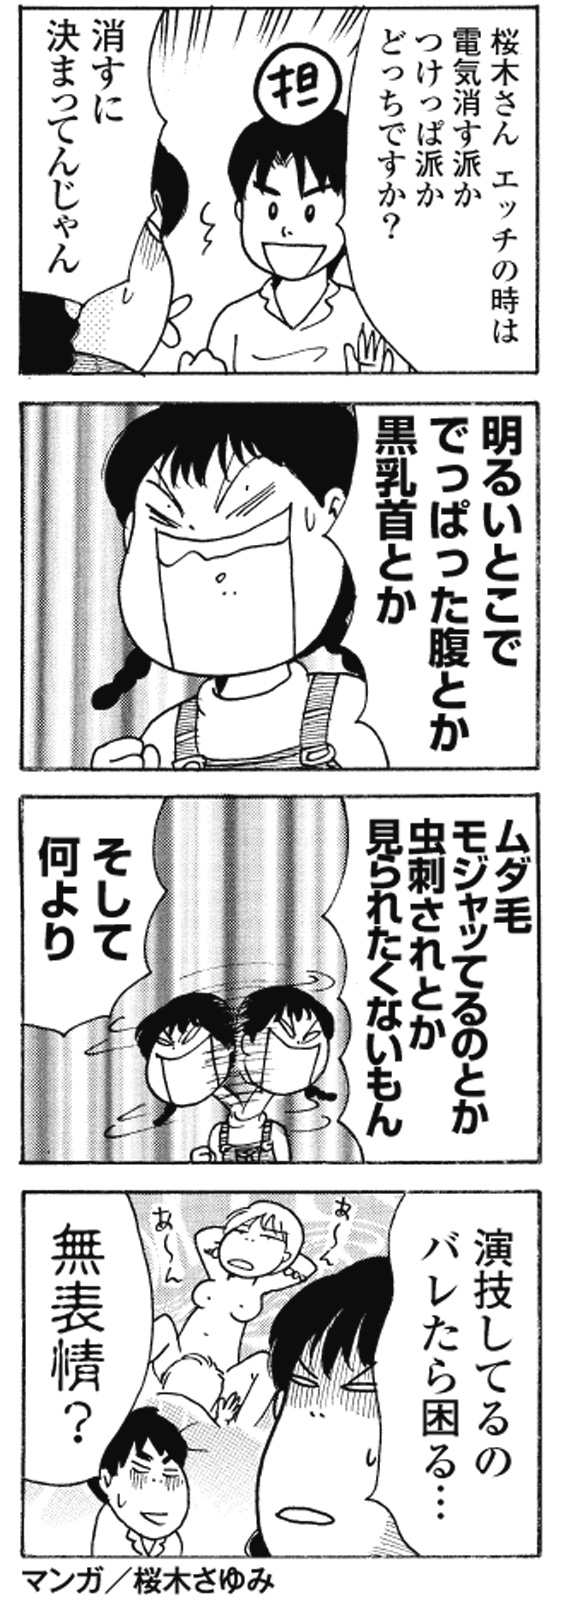 桜木さん エッチの時は
電気消す派か
つけっぱ派か
どっちですか?
担
消すに
決まってんじゃん
明るいとこで
でっぱった腹とか
黒乳首とか
ムダ毛
モジャッてるのとか
虫刺されとか
見られたくないもん
そして
何より
演技してるの
バレたら困る…
あ〜ん
あ〜ん
無表情?
マンガ/桜木さゆみ